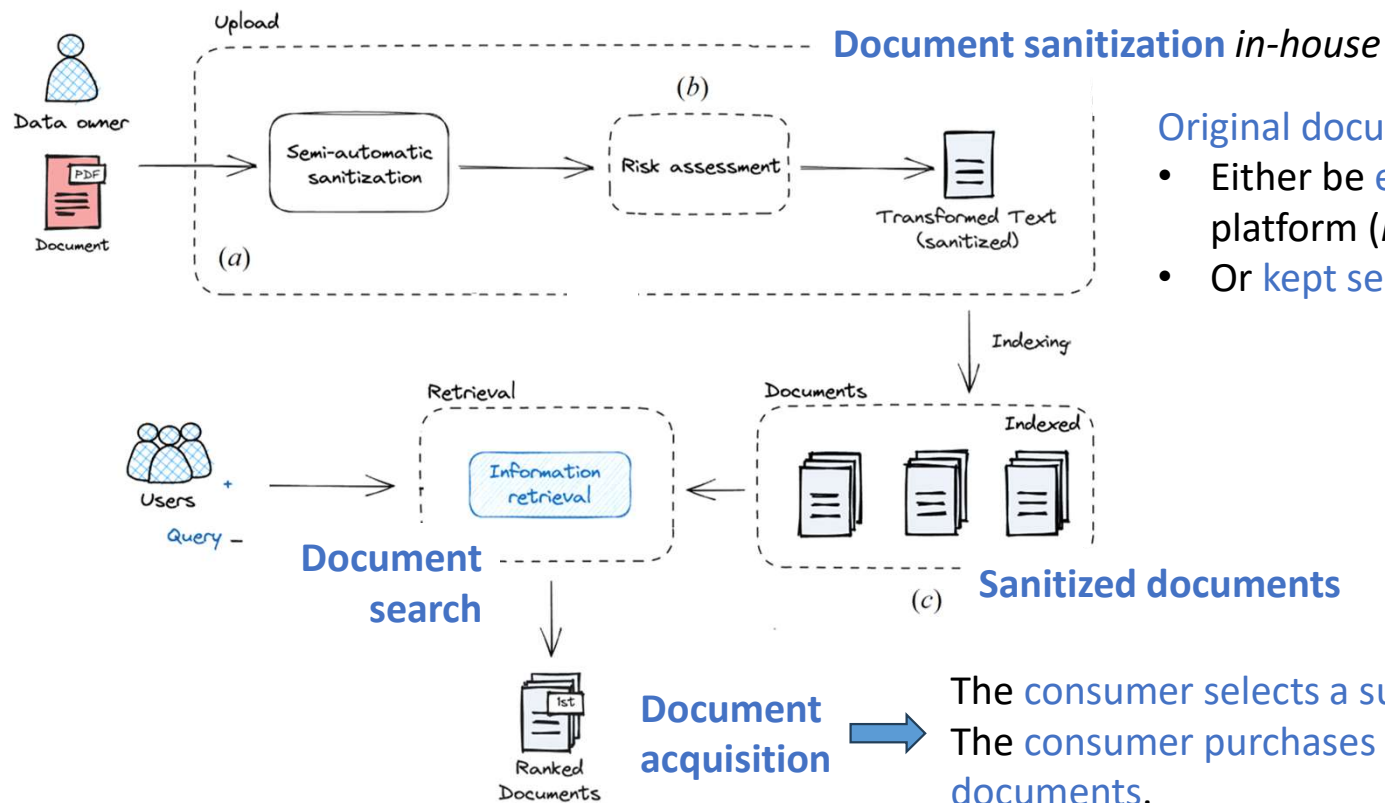 Upload
Document sanitization in-house
(b)
Data owner
PDF
Document
Semi-automatic
sanitization
Risk assessment
Transformed Text
(sanitized)
(a)
Original docu
• Either be e
platform (
• Or kept se
Indexing
Retrieval
Documents
Indexed
Information
retrieval
Users +
Query –
Document
search
(c)
Sanitized documents
1st
Ranked
Documents
Document
acquisition
The consumer selects a su
The consumer purchases
documents.